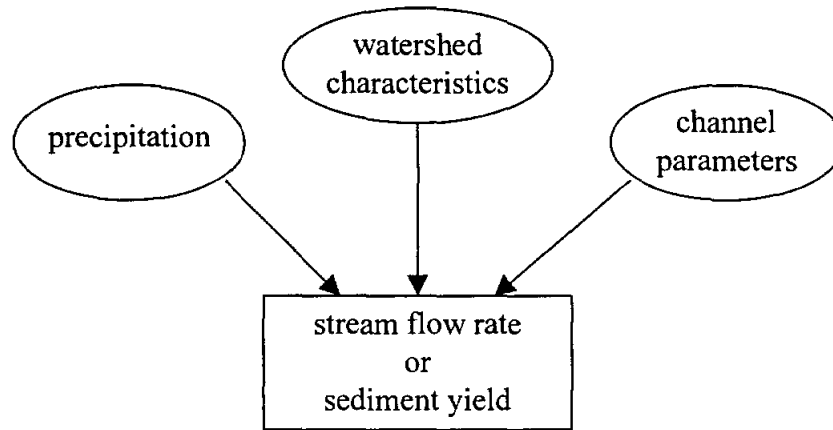 watershed
characteristics
precipitation
channel
parameters
stream flow rate
or
sediment yield